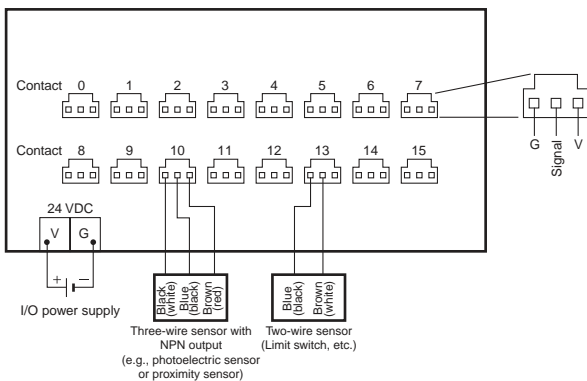 Contact 0 1 2 3 4 5 6 7
G Signal V
Contact 8 9 10 11 12 13 14 15
24 VDC
V G
+ −
I/O power supply
Black (white) Blue (black) Brown (red)
Blue (black) Brown (white)
Three-wire sensor with
NPN output
(e.g., photoelectric sensor
or proximity sensor)
Two-wire sensor
(Limit switch, etc.)